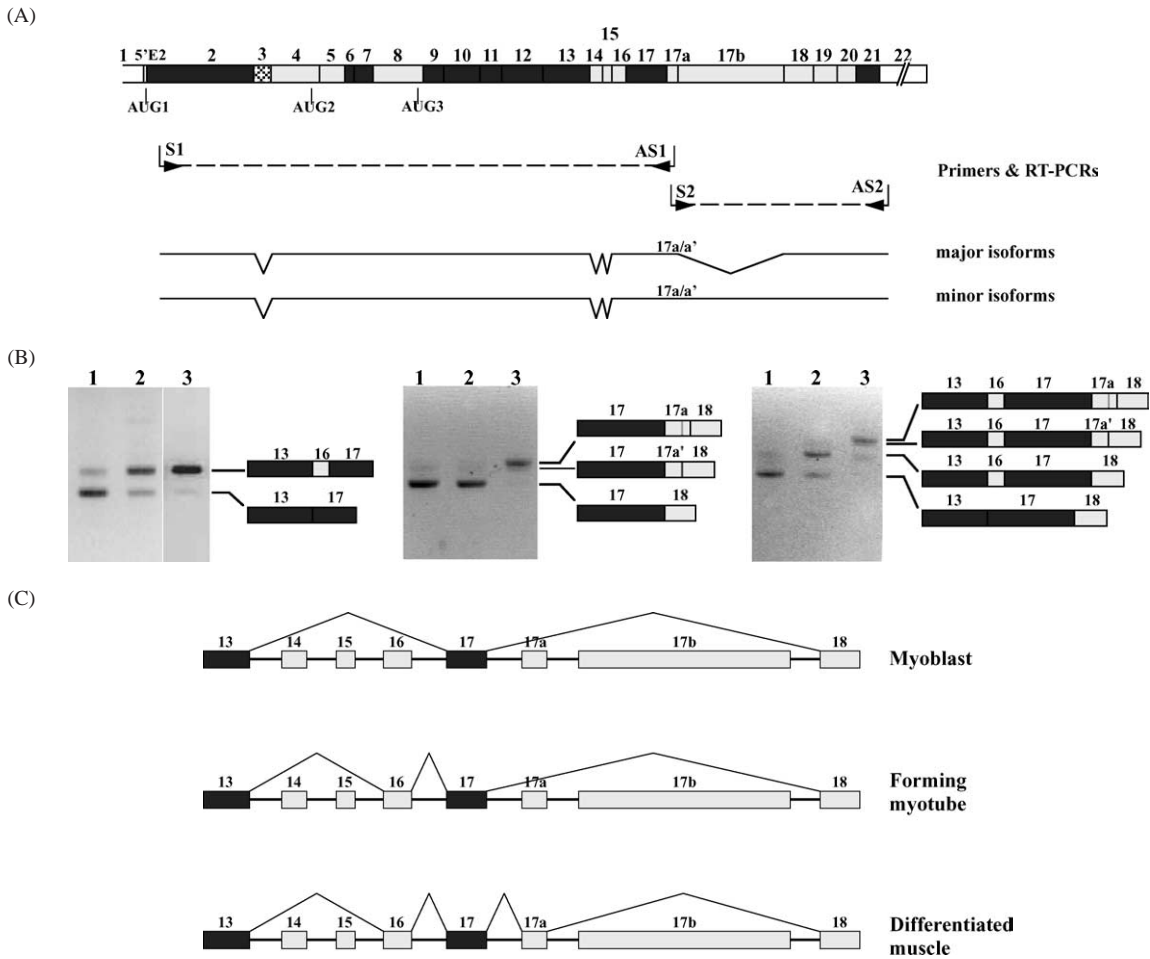 (A)
15
1 5'E2 2 3 4 5 6 7 8 9 10 11 12 13 14 16 17 17a 17b 18 19 20 21 22
AUG1 AUG2 AUG3
S1 AS1
Primers & RT-PCRs
S2 AS2
17a/a'
major isoforms
17a/a'
minor isoforms
(B)
1 2 3
13 16 17
13 17
1 2 3
17 17a 18
17 17a' 18
17 18
1 2 3
13 16 17 17a 18
13 16 17 17a' 18
13 16 17 18
13 17 18
(C)
13 14 15 16 17 17a 17b 18
Myoblast
13 14 15 16 17 17a 17b 18
Forming
myotube
13 14 15 16 17 17a 17b 18
Differentiated
muscle